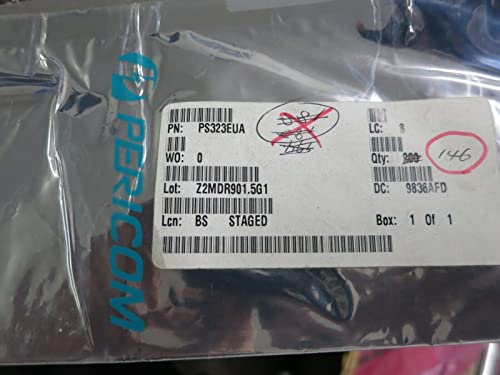 PERICOM
PN: PS323EUA
LC: 8
WO: 0
Qty: 200 146
Lot: Z2MDR901.5G1
DC: 9836AFD
Lcn: BS STAGED
Box: 1 Of 1